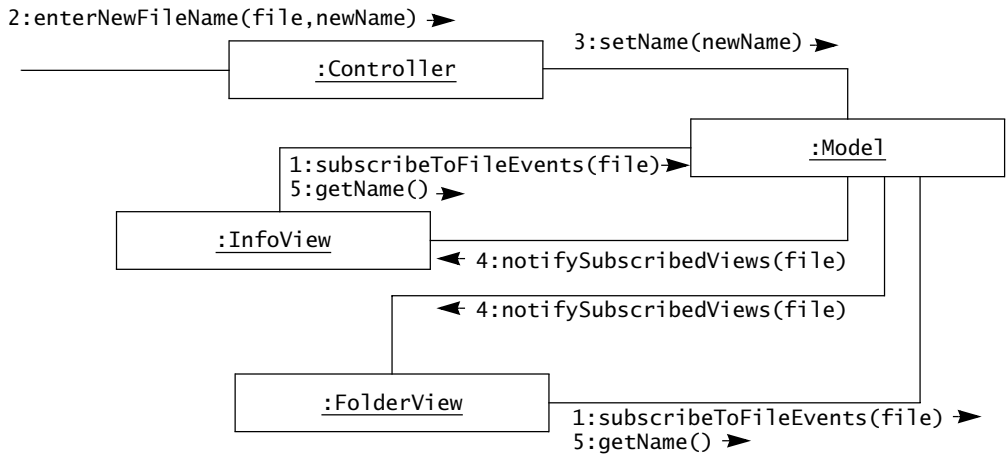 2:enterNewFileName(file,newName)
3:setName(newName)
:Controller
:Model
1:subscribeToFileEvents(file)
5:getName()
:InfoView
4:notifySubscribedViews(file)
4:notifySubscribedViews(file)
:FolderView
1:subscribeToFileEvents(file)
5:getName()